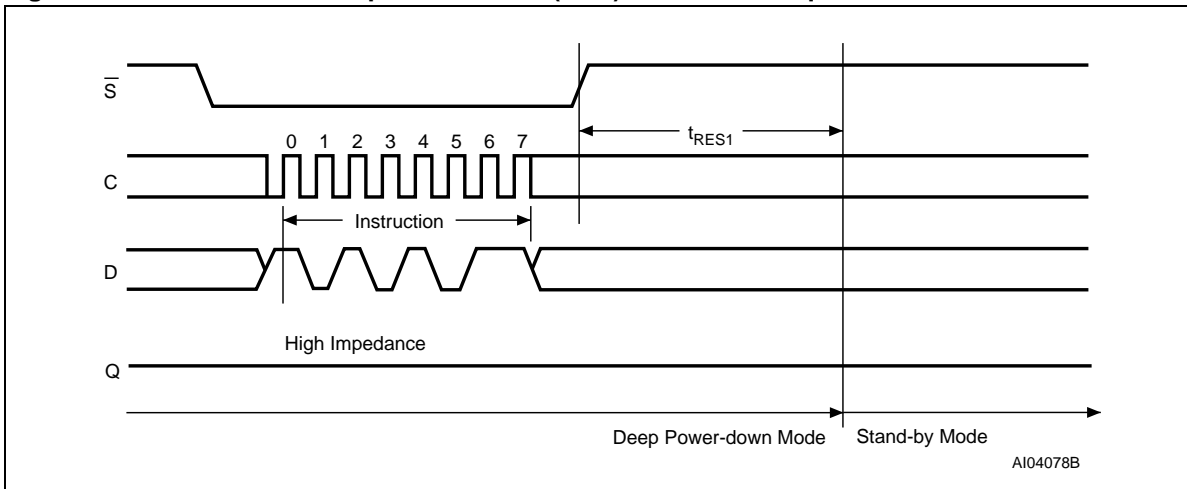 S
tRES1
0 1 2 3 4 5 6 7
C
Instruction
D
High Impedance
Q
Deep Power-down Mode Stand-by Mode
AI04078B